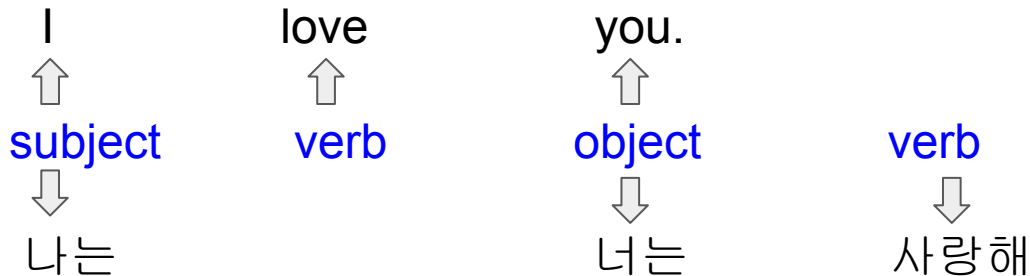 I love you.
subject verb object verb
나는 너는 사랑해